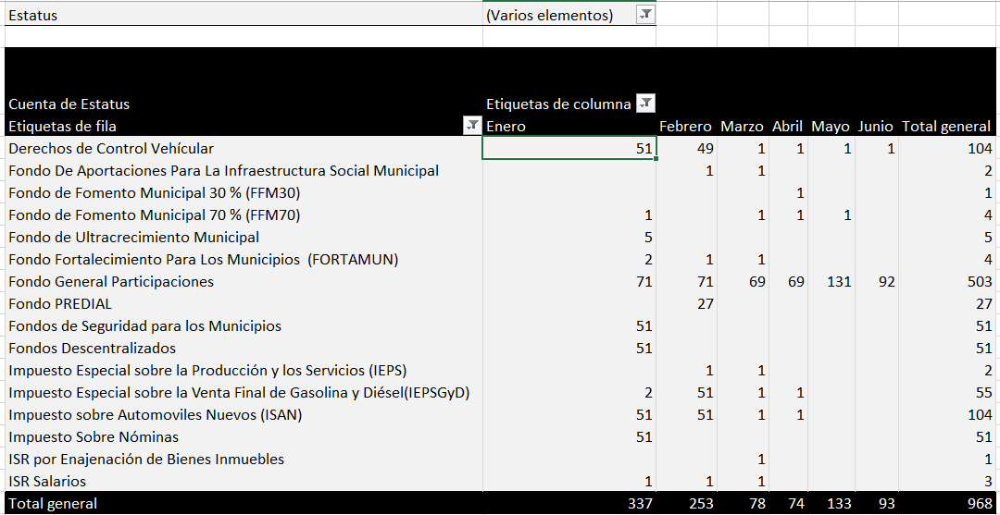 Estatus (Varios elementos)
Cuenta de Estatus Etiquetas de columna
Etiquetas de fila Enero Febrero Marzo Abril Mayo Junio Total general
Derechos de Control Vehícular 51 49 1 1 1 1 104
Fondo De Aportaciones Para La Infraestructura Social Municipal 1 1 2
Fondo de Fomento Municipal 30 % (FFM30) 1 1
Fondo de Fomento Municipal 70 % (FFM70) 1 1 1 1 4
Fondo de Ultracrecimiento Municipal 5 5
Fondo Fortalecimiento Para Los Municipios (FORTAMUN) 2 1 1 4
Fondo General Participaciones 71 71 69 69 131 92 503
Fondo PREDIAL 27 27
Fondos de Seguridad para los Municipios 51 51
Fondos Descentralizados 51 51
Impuesto Especial sobre la Producción y los Servicios (IEPS) 1 1 2
Impuesto Especial sobre la Venta Final de Gasolina y Diésel(IEPSGyD) 2 51 1 1 55
Impuesto sobre Automoviles Nuevos (ISAN) 51 51 1 1 104
Impuesto Sobre Nóminas 51 51
ISR por Enajenación de Bienes Inmuebles 1 1
ISR Salarios 1 1 1 3
Total general 337 253 78 74 133 93 968